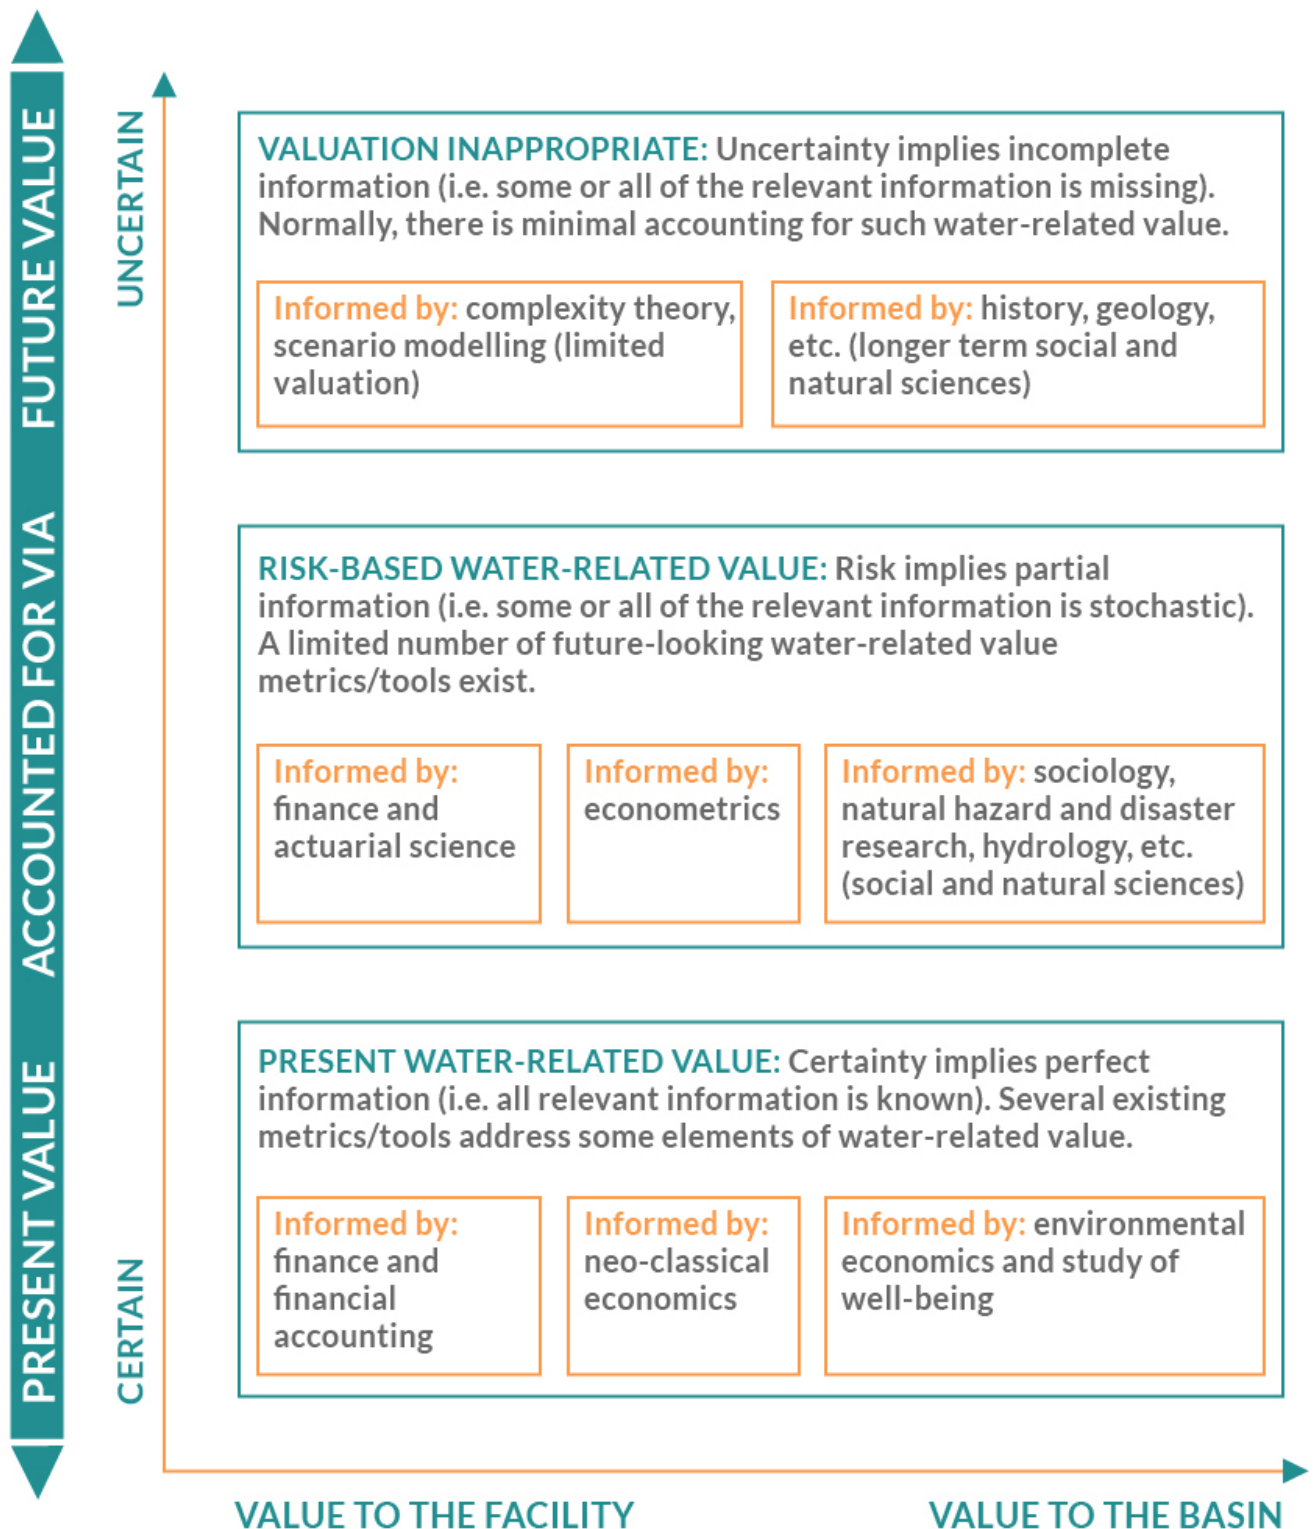 FUTURE VALUE
ACCOUNTED FOR VIA
PRESENT VALUE
UNCERTAIN
CERTAIN
VALUATION INAPPROPRIATE: Uncertainty implies incomplete
information (i.e. some or all of the relevant information is missing).
Normally, there is minimal accounting for such water-related value.
Informed by: complexity theory,
scenario modelling (limited
valuation)
Informed by: history, geology,
etc. (longer term social and
natural sciences)
RISK-BASED WATER-RELATED VALUE: Risk implies partial
information (i.e. some or all of the relevant information is stochastic).
A limited number of future-looking water-related value
metrics/tools exist.
Informed by:
finance and
actuarial science
Informed by:
econometrics
Informed by: sociology,
natural hazard and disaster
research, hydrology, etc.
(social and natural sciences)
PRESENT WATER-RELATED VALUE: Certainty implies perfect
information (i.e. all relevant information is known). Several existing
metrics/tools address some elements of water-related value.
Informed by:
finance and
financial
accounting
Informed by:
neo-classical
economics
Informed by: environmental
economics and study of
well-being
VALUE TO THE FACILITY
VALUE TO THE BASIN